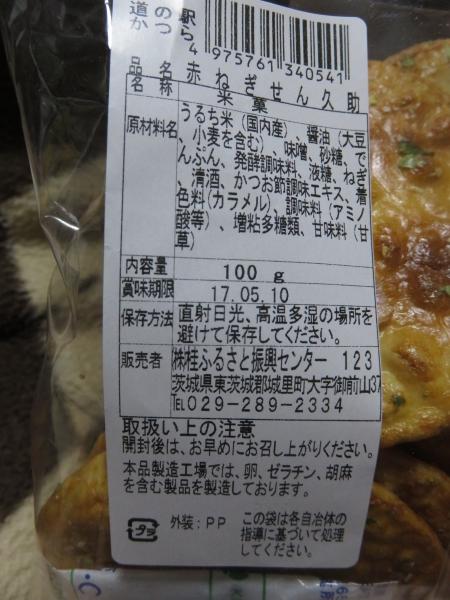 道の駅
かつら
4 975761 340541
品名 赤ねぎせん久助
名称 米菓
原材料名 うるち米(国内産)、醤油(大豆
、小麦を含む)、味噌、砂糖、で
んぷん、発酵調味料、液糖、ねぎ
、清酒、かつお節調味エキス、着
色料(カラメル)、調味料(アミノ
酸等)、増粘多糖類、甘味料(甘
草)
内容量 100 g
賞味期限 17.05.10
保存方法 直射日光、高温多湿の場所を
避けて保存してください。
販売者 ㈱桂ふるさと振興センター 123
茨城県東茨城郡城里町大字御前山37
℡029-289-2334
取扱い上の注意
開封後は、お早めにお召し上がりください。
本品製造工場では、卵、ゼラチン、胡麻
を含む製品を製造しております。
プラ
外装:PP
この袋は各自治体の
指導に基づいて処理
してください。